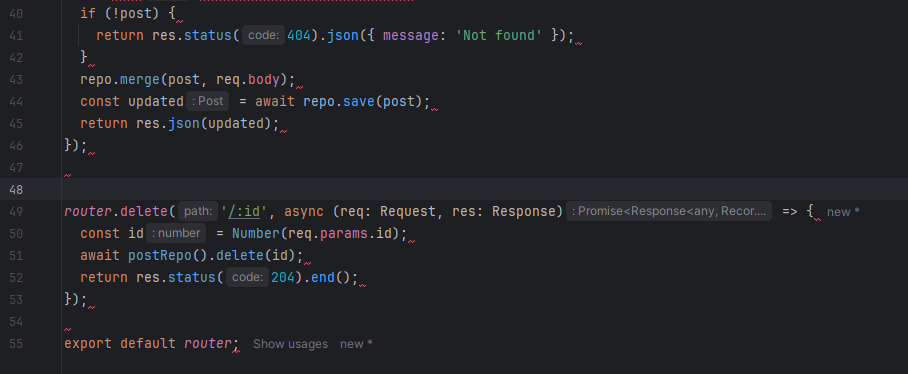 40 if (!post) {
41 return res.status( code: 404).json({ message: 'Not found' });
42 }
43 repo.merge(post, req.body);
44 const updated : Post = await repo.save(post);
45 return res.json(updated);
46 });
47
48
49 router.delete( path: '/:id', async (req: Request, res: Response) : Promise<Response<any, Recor.... => { new *
50 const id : number = Number(req.params.id);
51 await postRepo().delete(id);
52 return res.status( code: 204).end();
53 });
54
55 export default router; Show usages new *